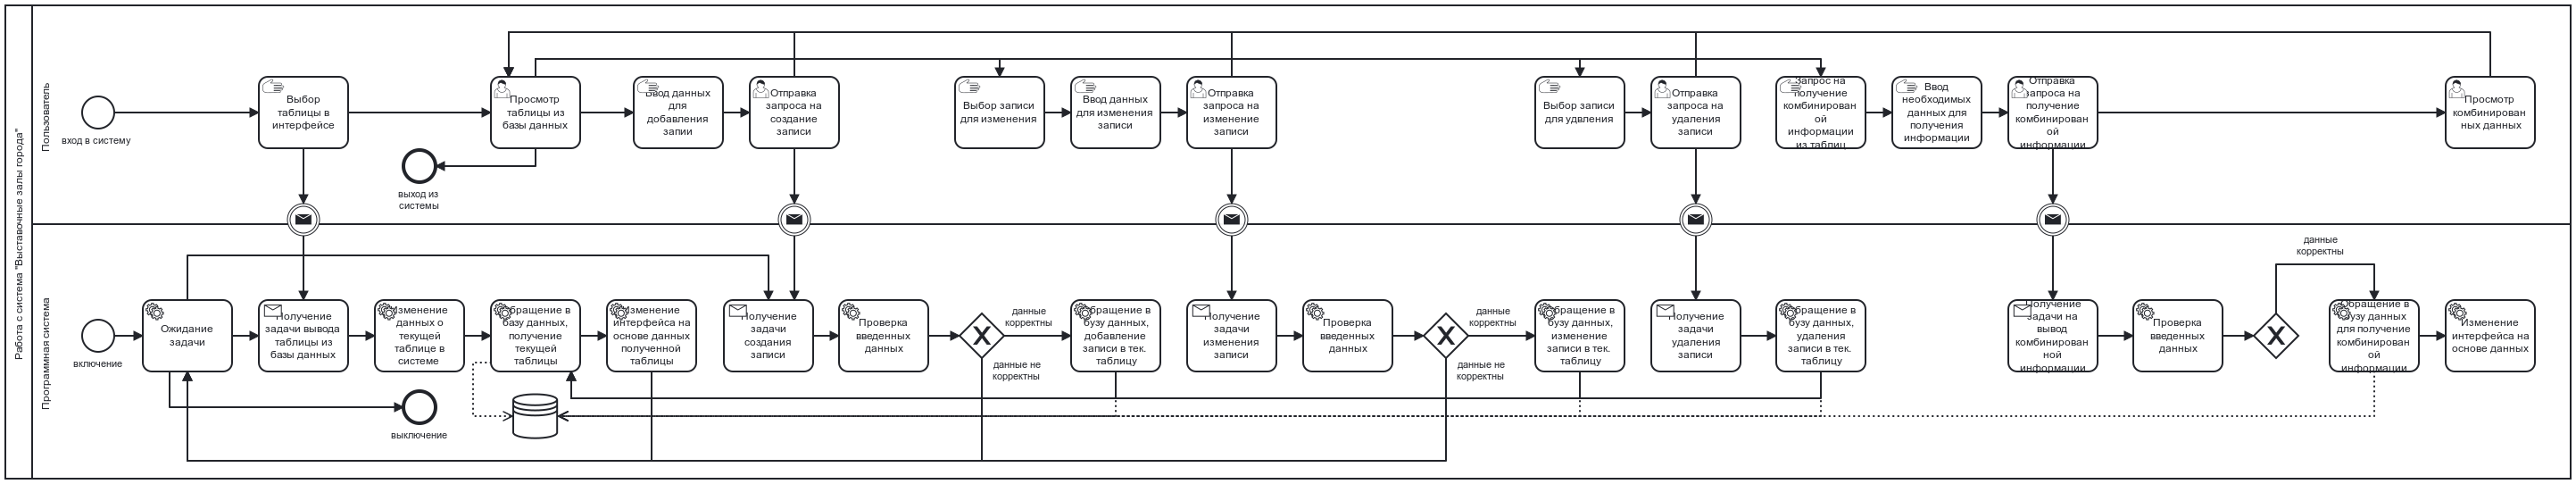 Работа с система "Выставочные залы города"
Пользователь
вход в систему
Выбор
таблицы в
интерфейсе
Просмотр
таблицы из
базы данных
выход из
системы
Ввод данных
для
добавления
запии
Отправка
запроса на
создание
записи
Выбор записи
для изменения
Ввод данных
для изменения
записи
Отправка
запроса на
изменение
записи
Выбор записи
для удвления
Отправка
запроса на
удаления
записи
Запрос на
получение
комбинирован
ой
информации
из таблиц
Ввод
необходимых
данных для
получения
информации
Отправка
запроса на
получение
комбинирован
ой
информации
Просмотр
комбинирован
ных данных
Программная система
включение
Ожидание
задачи
Получение
задачи вывода
таблицы из
базы данных
Изменение
данных о
текущей
таблице в
системе
Обращение в
базу данных,
получение
текущей
таблицы
Изменение
интерфейса на
основе данных
полученной
таблицы
выключение
Получение
задачи
создания
записи
Проверка
введенных
данных
данные
корректны
данные не
корректны
Обращение в
бузу данных,
добавление
записи в тек.
таблицу
Получение
задачи
изменения
записи
Проверка
введенных
данных
данные
корректны
данные не
корректны
Обращение в
бузу данных,
изменение
записи в тек.
таблицу
Получение
задачи
удаления
записи
Обращение в
бузу данных,
удаления
записи в тек.
таблицу
Получение
задачи на
вывод
комбинирован
ной
информации
Проверка
введенных
данных
данные
корректны
Обращение в
бузу данных
для получение
комбинирован
ой
информации
Изменение
интерфейса на
основе данных